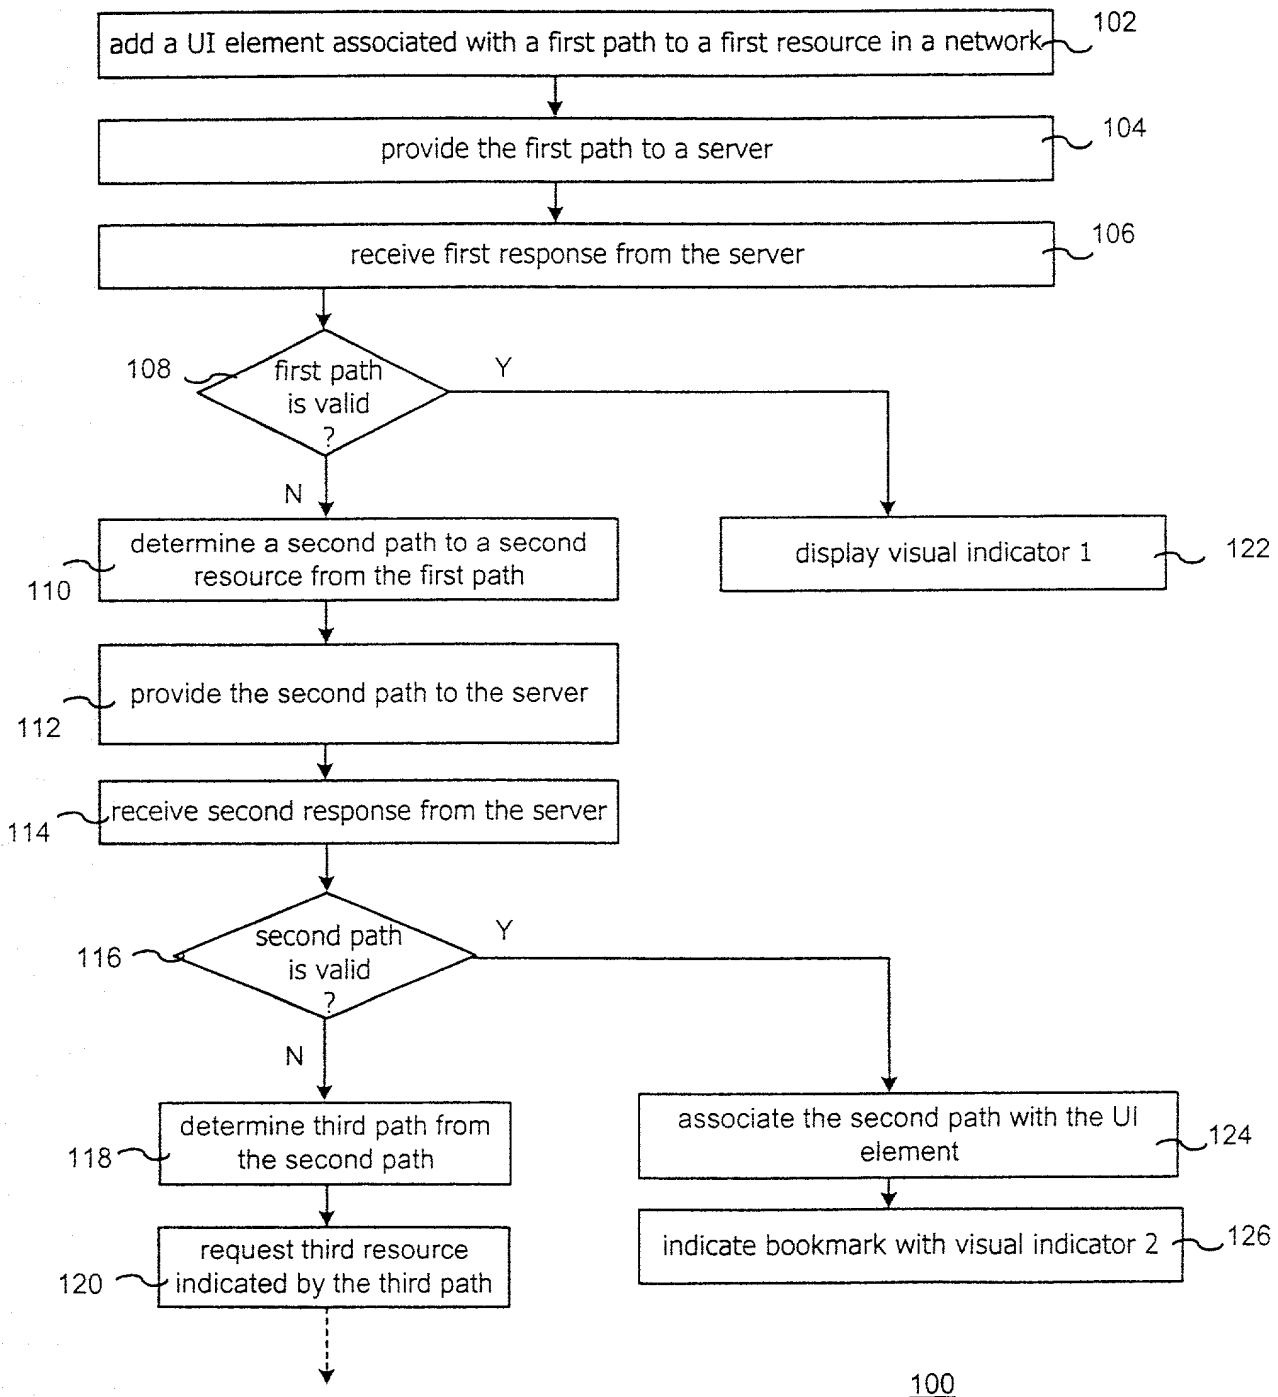 add a UI element associated with a first path to a first resource in a network
102
provide the first path to a server
104
receive first response from the server
106
108
first path
is valid
?
Y
N
determine a second path to a second
resource from the first path
110
display visual indicator 1
122
provide the second path to the server
112
receive second response from the server
114
116
second path
is valid
?
Y
N
determine third path from
the second path
118
associate the second path with the UI
element
124
request third resource
indicated by the third path
120
indicate bookmark with visual indicator 2
126
100